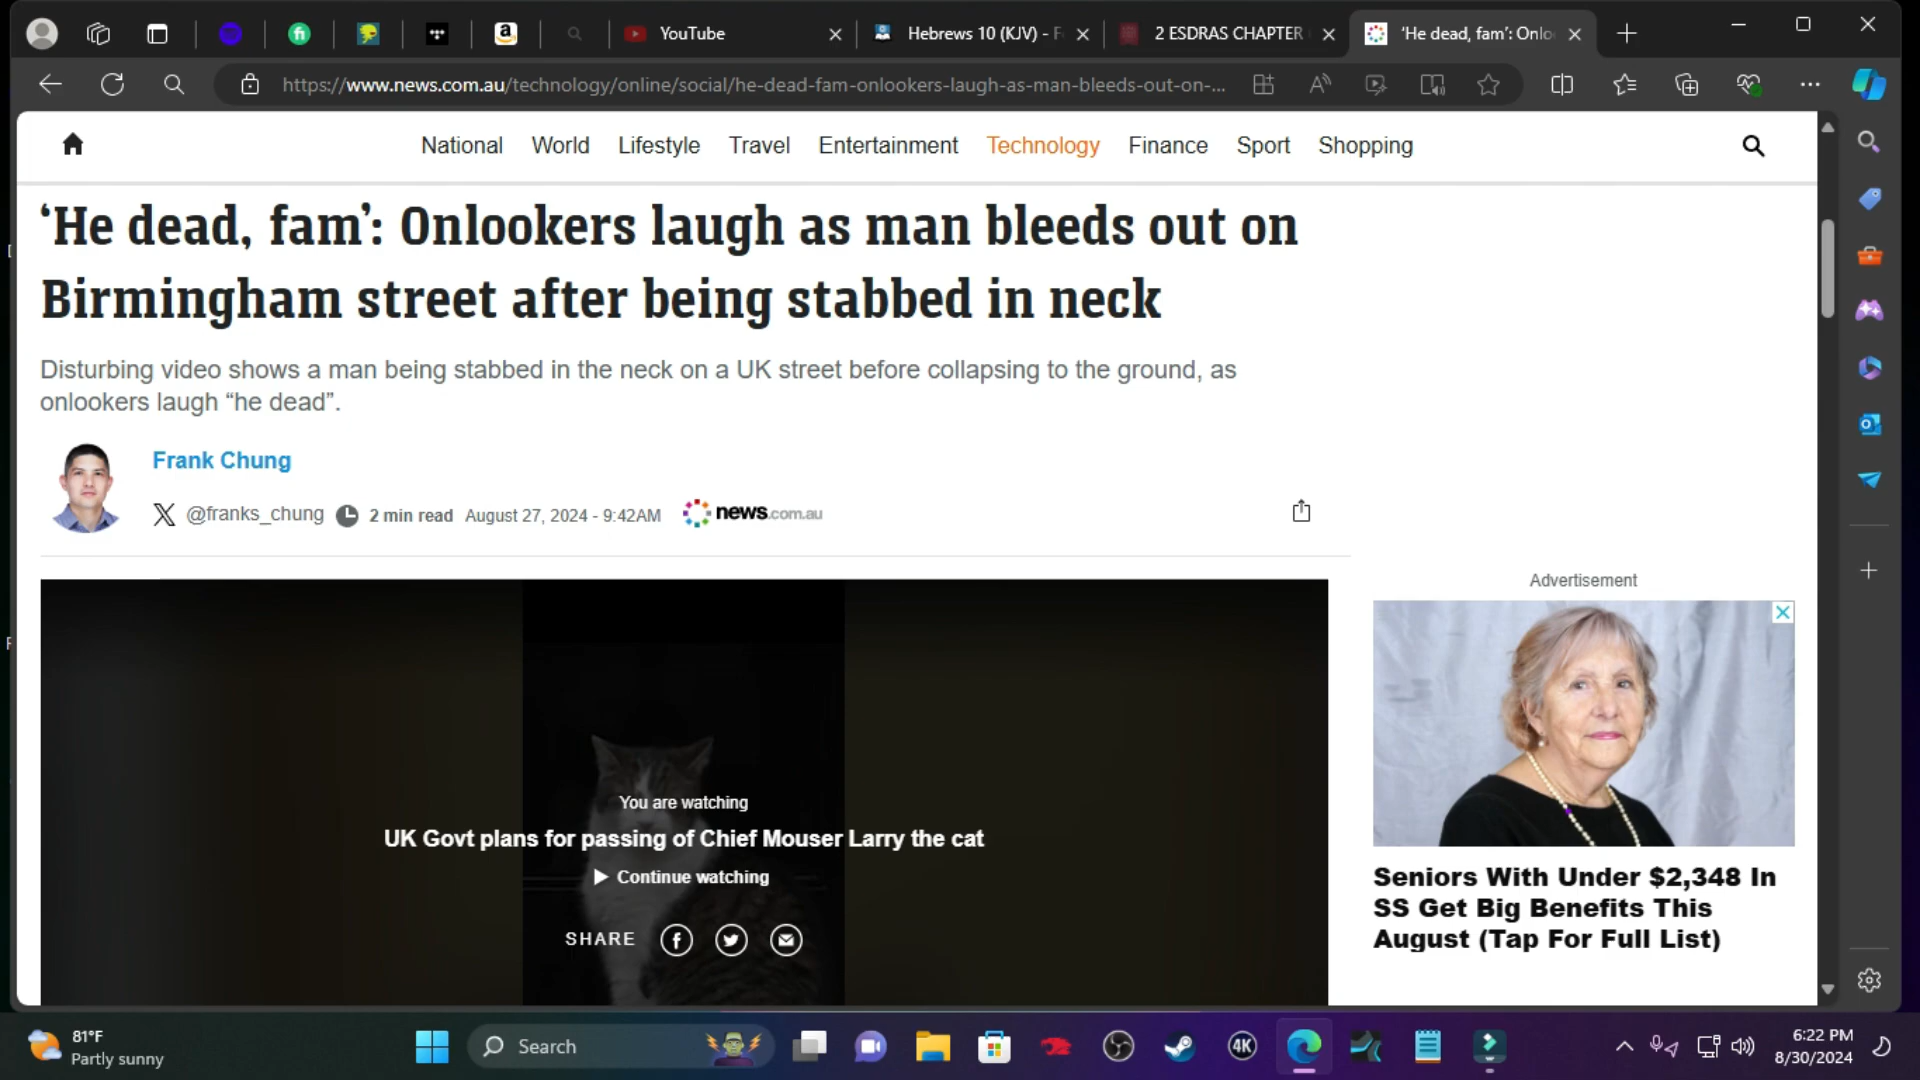 YouTube
Hebrews 10 (KJV) -
2 ESDRAS CHAPTER
‘He dead, fam’: Onlo
https://www.news.com.au/technology/online/social/he-dead-fam-onlookers-laugh-as-man-bleeds-out-on-...
National World Lifestyle Travel Entertainment Technology Finance Sport Shopping
‘He dead, fam’: Onlookers laugh as man bleeds out on
Birmingham street after being stabbed in neck
Disturbing video shows a man being stabbed in the neck on a UK street before collapsing to the ground, as
onlookers laugh “he dead”.
Frank Chung
@franks_chung 2 min read August 27, 2024 - 9:42AM news.com.au
Advertisement
You are watching
UK Govt plans for passing of Chief Mouser Larry the cat
Continue watching
SHARE
Seniors With Under $2,348 In
SS Get Big Benefits This
August (Tap For Full List)
81°F
Partly sunny
Search
4K
6:22 PM
8/30/2024